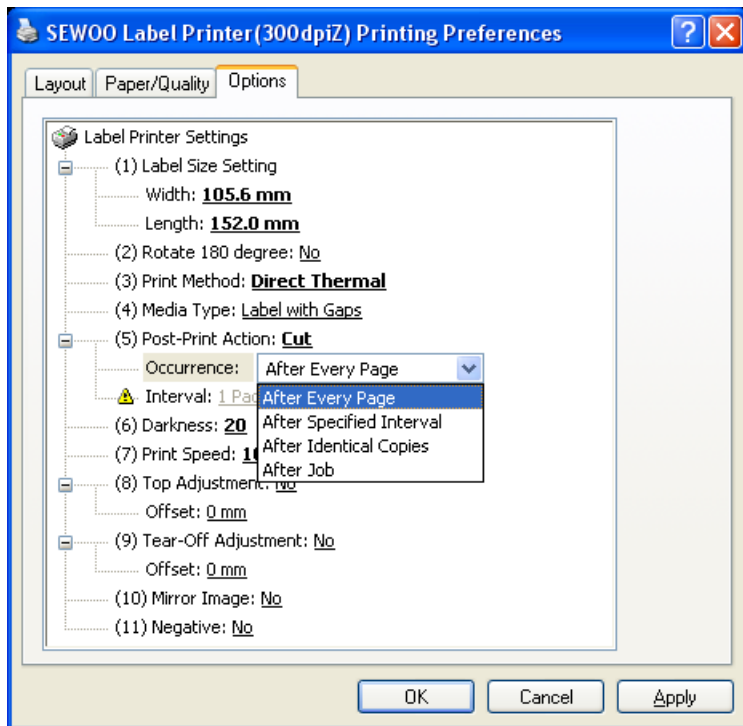 SEWOO Label Printer(300dpiZ) Printing Preferences
Layout Paper/Quality Options
Label Printer Settings
(1) Label Size Setting
Width: 105.6 mm
Length: 152.0 mm
(2) Rotate 180 degree: No
(3) Print Method: Direct Thermal
(4) Media Type: Label with Gaps
(5) Post-Print Action: Cut
Occurrence: After Every Page
Interval: 1
After Every Page
After Specified Interval
After Identical Copies
After Job
(6) Darkness: 20
(7) Print Speed:
(8) Top Adjustment: No
Offset: 0 mm
(9) Tear-Off Adjustment: No
Offset: 0 mm
(10) Mirror Image: No
(11) Negative: No
OK Cancel Apply